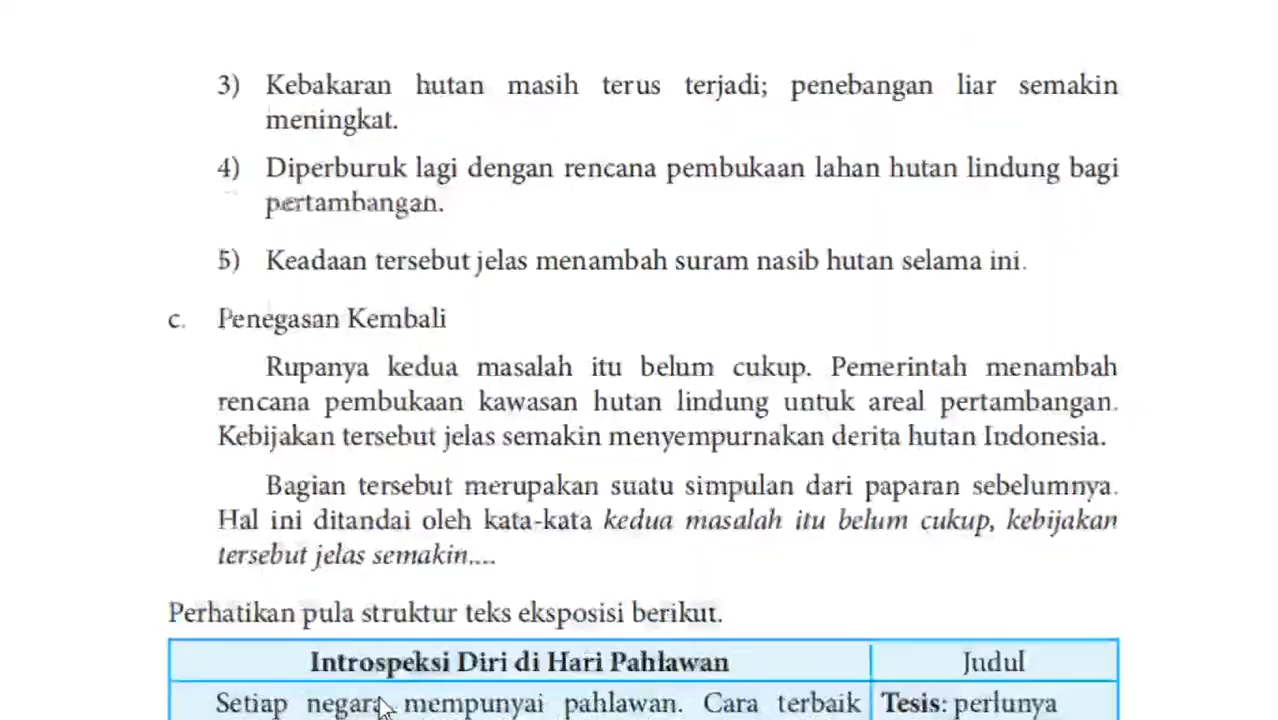 3) Kebakaran hutan masih terus terjadi; penebangan liar semakin
meningkat.
4) Diperburuk lagi dengan rencana pembukaan lahan hutan lindung bagi
pertambangan.
5) Keadaan tersebut jelas menambah suram nasib hutan selama ini.
c. Penegasan Kembali
Rupanya kedua masalah itu belum cukup. Pemerintah menambah
rencana pembukaan kawasan hutan lindung untuk areal pertambangan.
Kebijakan tersebut jelas semakin menyempurnakan derita hutan Indonesia.
Bagian tersebut merupakan suatu simpulan dari paparan sebelumnya.
Hal ini ditandai oleh kata-kata kedua masalah itu belum cukup, kebijakan
tersebut jelas semakin....
Perhatikan pula struktur teks eksposisi berikut.
Introspeksi Diri di Hari Pahlawan Judul
Setiap negara mempunyai pahlawan. Cara terbaik Tesis: perlunya